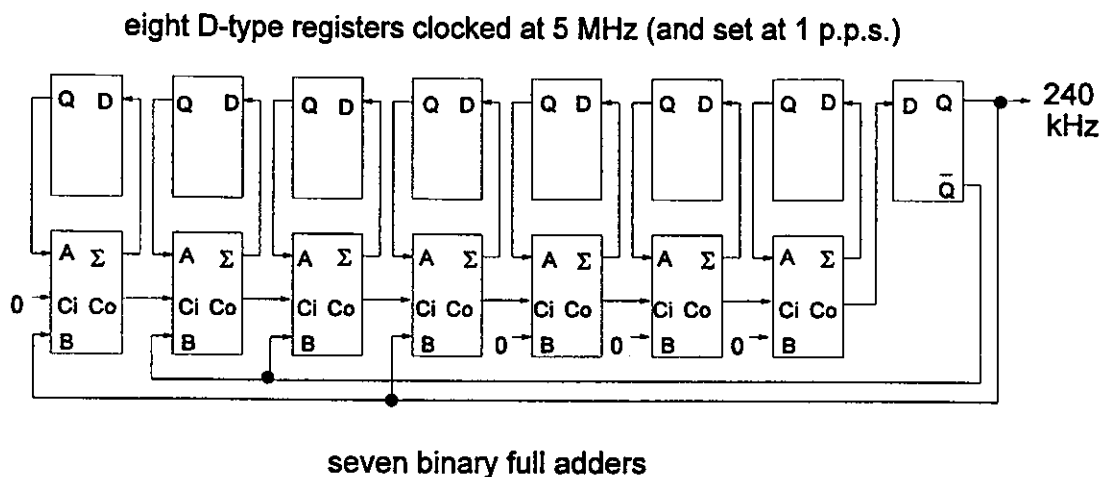 eight D-type registers clocked at 5 MHz (and set at 1 p.p.s.)
Q D Q D Q D Q D Q D Q D Q D D Q 240
kHz
Q̅
A Σ A Σ A Σ A Σ A Σ A Σ A Σ
0 Ci Co Ci Co Ci Co Ci Co Ci Co Ci Co Ci Co
B B B B 0 B 0 B 0 B
seven binary full adders